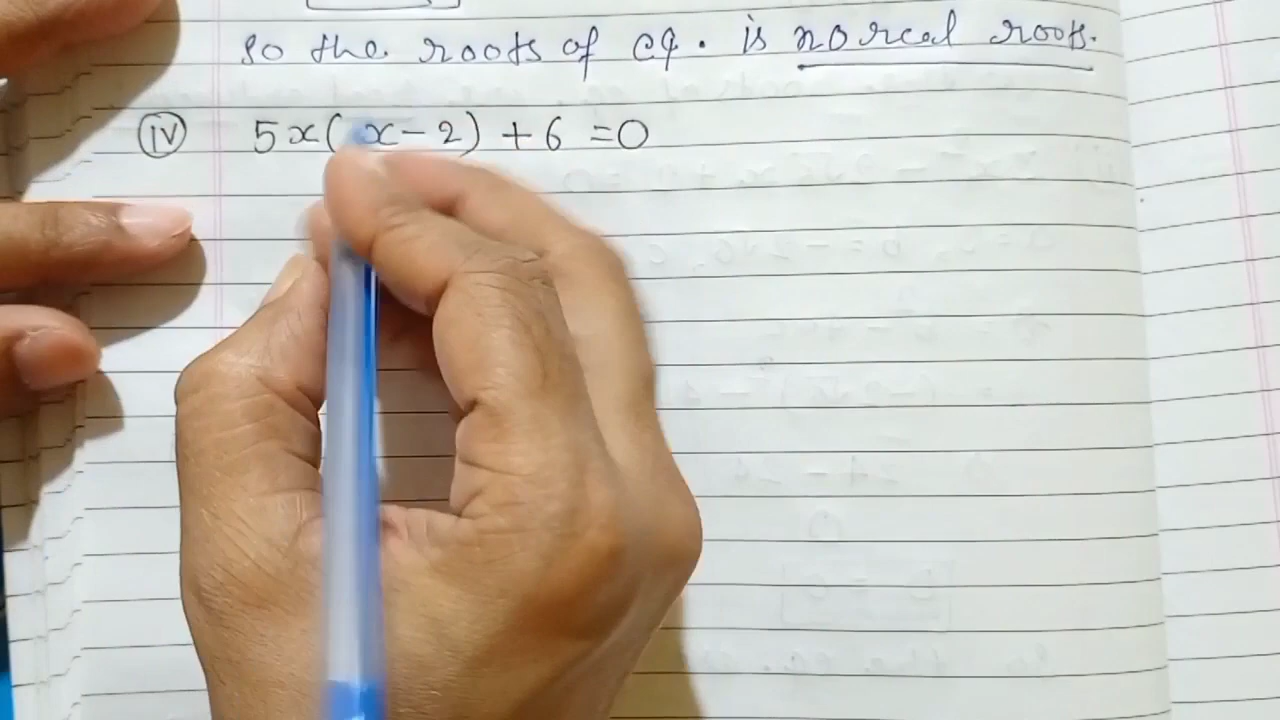 so the roots of eq. is no real roots.
(iv) 5x(x-2) +6 =0